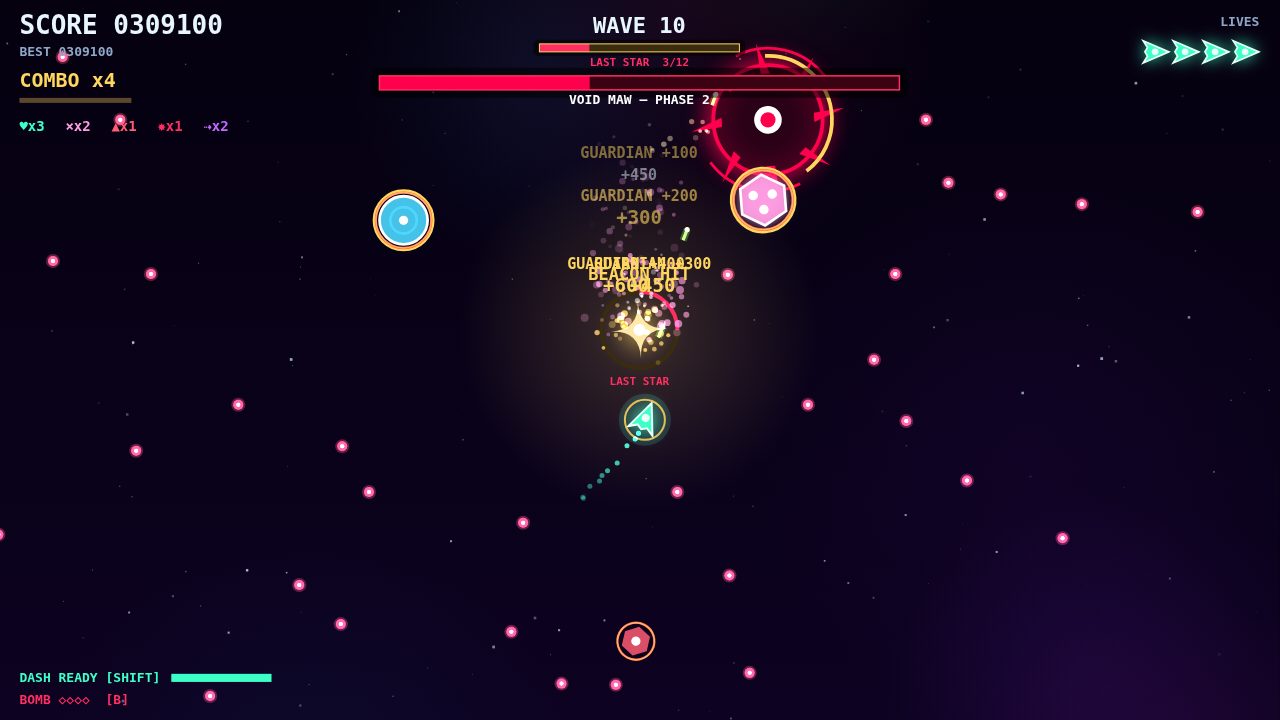 SCORE 0309100
BEST 0309100
COMBO x4
♥x3 ×x2 ▲x1 ✸x1 ⇢x2
WAVE 10
LAST STAR 3/12
VOID MAW — PHASE 2
LIVES
GUARDIAN +100
+450
GUARDIAN +200
+300
BEACON HIT
LAST STAR
DASH READY [SHIFT]
BOMB ◇◇◇◇ [B]